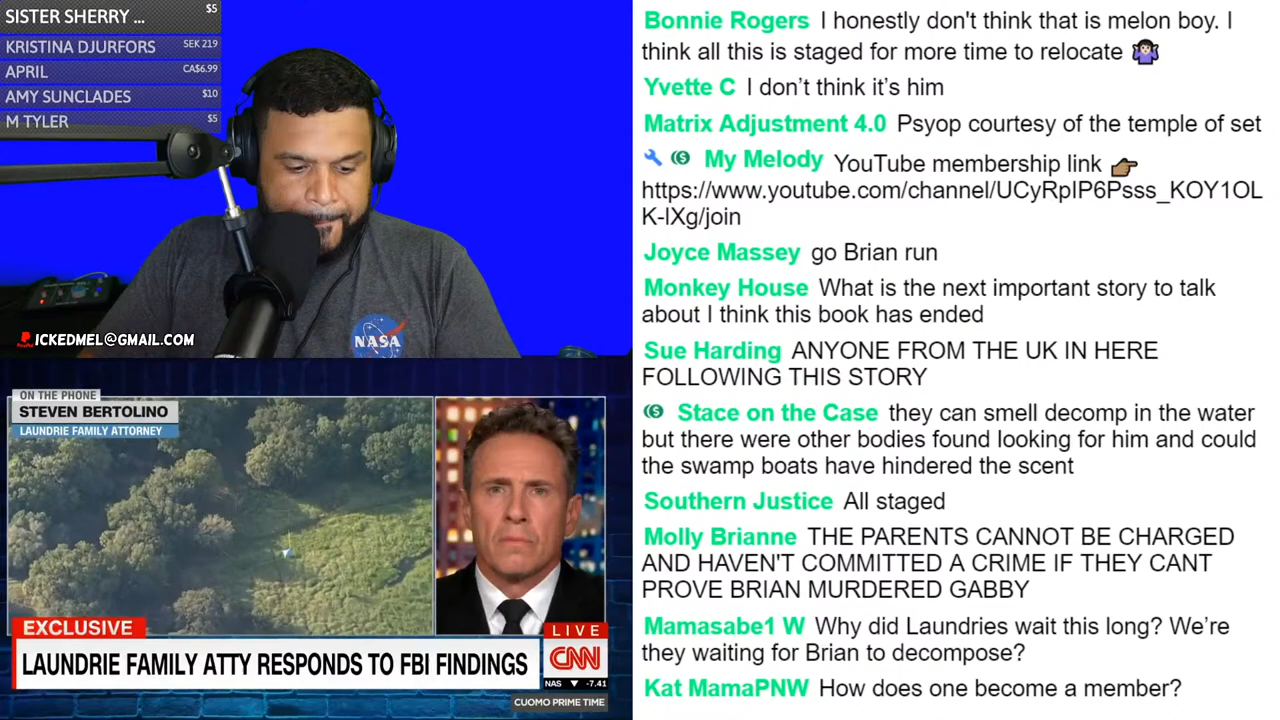 SISTER SHERRY ... $5
KRISTINA DJURFORS SEK 219
APRIL CA$6.99
AMY SUNCLADES $10
M TYLER $5
NASA
PayPal ICKEDMEL@GMAIL.COM
ON THE PHONE
STEVEN BERTOLINO
LAUNDRIE FAMILY ATTORNEY
EXCLUSIVE
LAUNDRIE FAMILY ATTY RESPONDS TO FBI FINDINGS
LIVE
CNN
NAS ▼ -7.41
CUOMO PRIME TIME
Bonnie Rogers I honestly don't think that is melon boy. I
think all this is staged for more time to relocate 🤷🏻‍♀️
Yvette C I don’t think it’s him
Matrix Adjustment 4.0 Psyop courtesy of the temple of set
My Melody YouTube membership link 👉🏾
https://www.youtube.com/channel/UCyRpIP6Psss_KOY1OL
K-lXg/join
Joyce Massey go Brian run
Monkey House What is the next important story to talk
about I think this book has ended
Sue Harding ANYONE FROM THE UK IN HERE
FOLLOWING THIS STORY
Stace on the Case they can smell decomp in the water
but there were other bodies found looking for him and could
the swamp boats have hindered the scent
Southern Justice All staged
Molly Brianne THE PARENTS CANNOT BE CHARGED
AND HAVEN'T COMMITTED A CRIME IF THEY CANT
PROVE BRIAN MURDERED GABBY
Mamasabe1 W Why did Laundries wait this long? We’re
they waiting for Brian to decompose?
Kat MamaPNW How does one become a member?